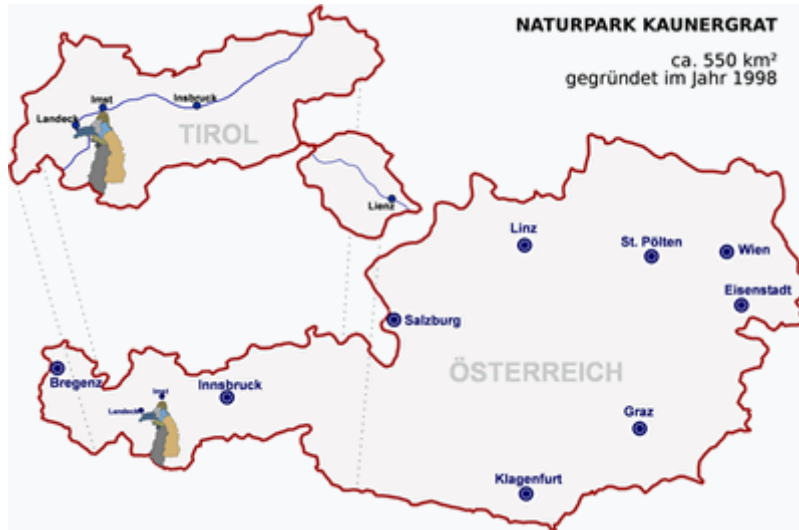 NATURPARK KAUNERGRAT
ca. 550 km²
gegründet im Jahr 1998
Imst
Insbruck
Landeck
TIROL
Lienz
Linz
St. Pölten
Wien
Eisenstadt
Salzburg
Bregenz
Imst
Innsbruck
Landeck
ÖSTERREICH
Graz
Klagenfurt